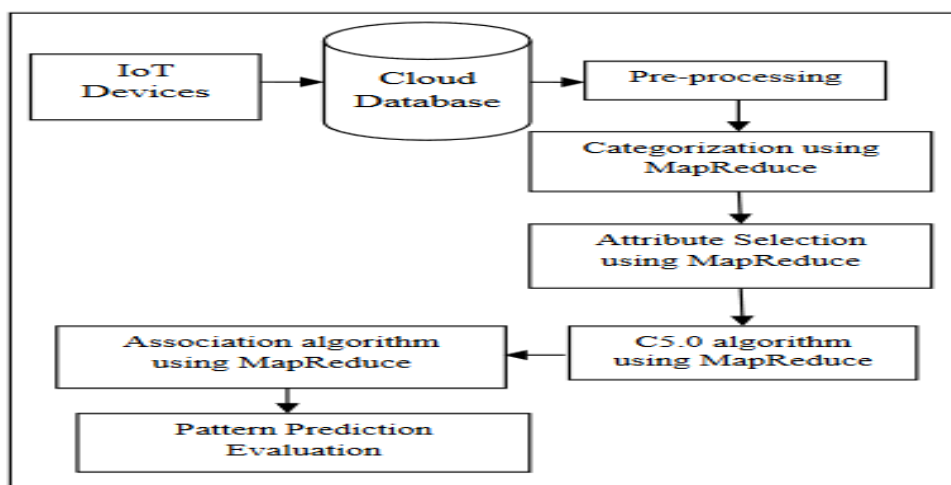 IoT
Devices
Cloud
Database
Pre-processing
Categorization using
MapReduce
Attribute Selection
using MapReduce
C5.0 algorithm
using MapReduce
Association algorithm
using MapReduce
Pattern Prediction
Evaluation